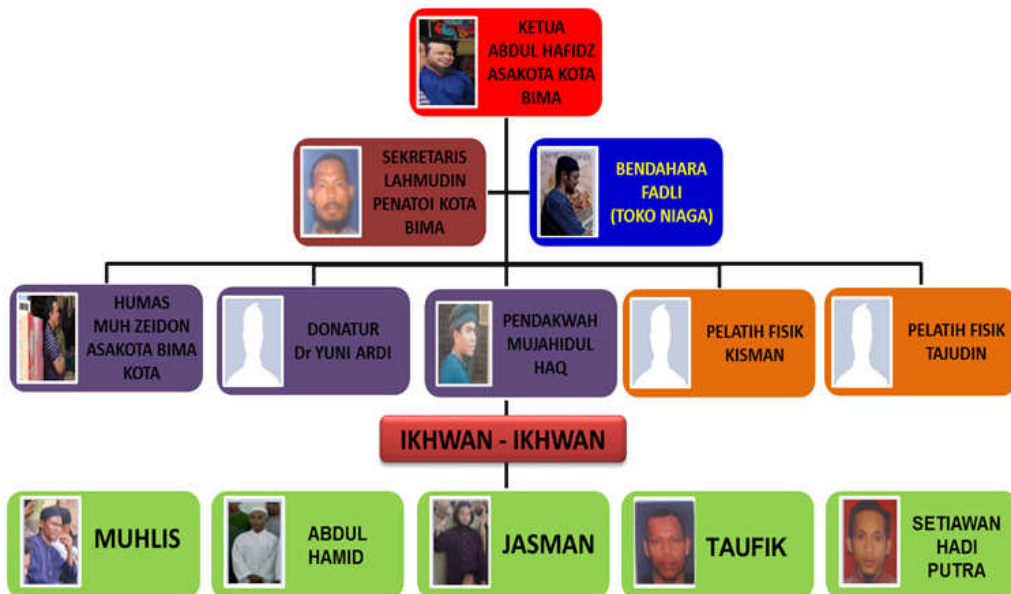 KETUA
ABDUL HAFIDZ
ASAKOTA KOTA
BIMA
SEKRETARIS
LAHMUDIN
PENATOI KOTA
BIMA
BENDAHARA
FADLI
(TOKO NIAGA)
HUMAS
MUH ZEIDON
ASAKOTA BIMA
KOTA
DONATUR
Dr YUNI ARDI
PENDAKWAH
MUJAHIDUL
HAQ
PELATIH FISIK
KISMAN
PELATIH FISIK
TAJUDIN
IKHWAN - IKHWAN
MUHLIS
ABDUL
HAMID
JASMAN
TAUFIK
SETIAWAN
HADI
PUTRA